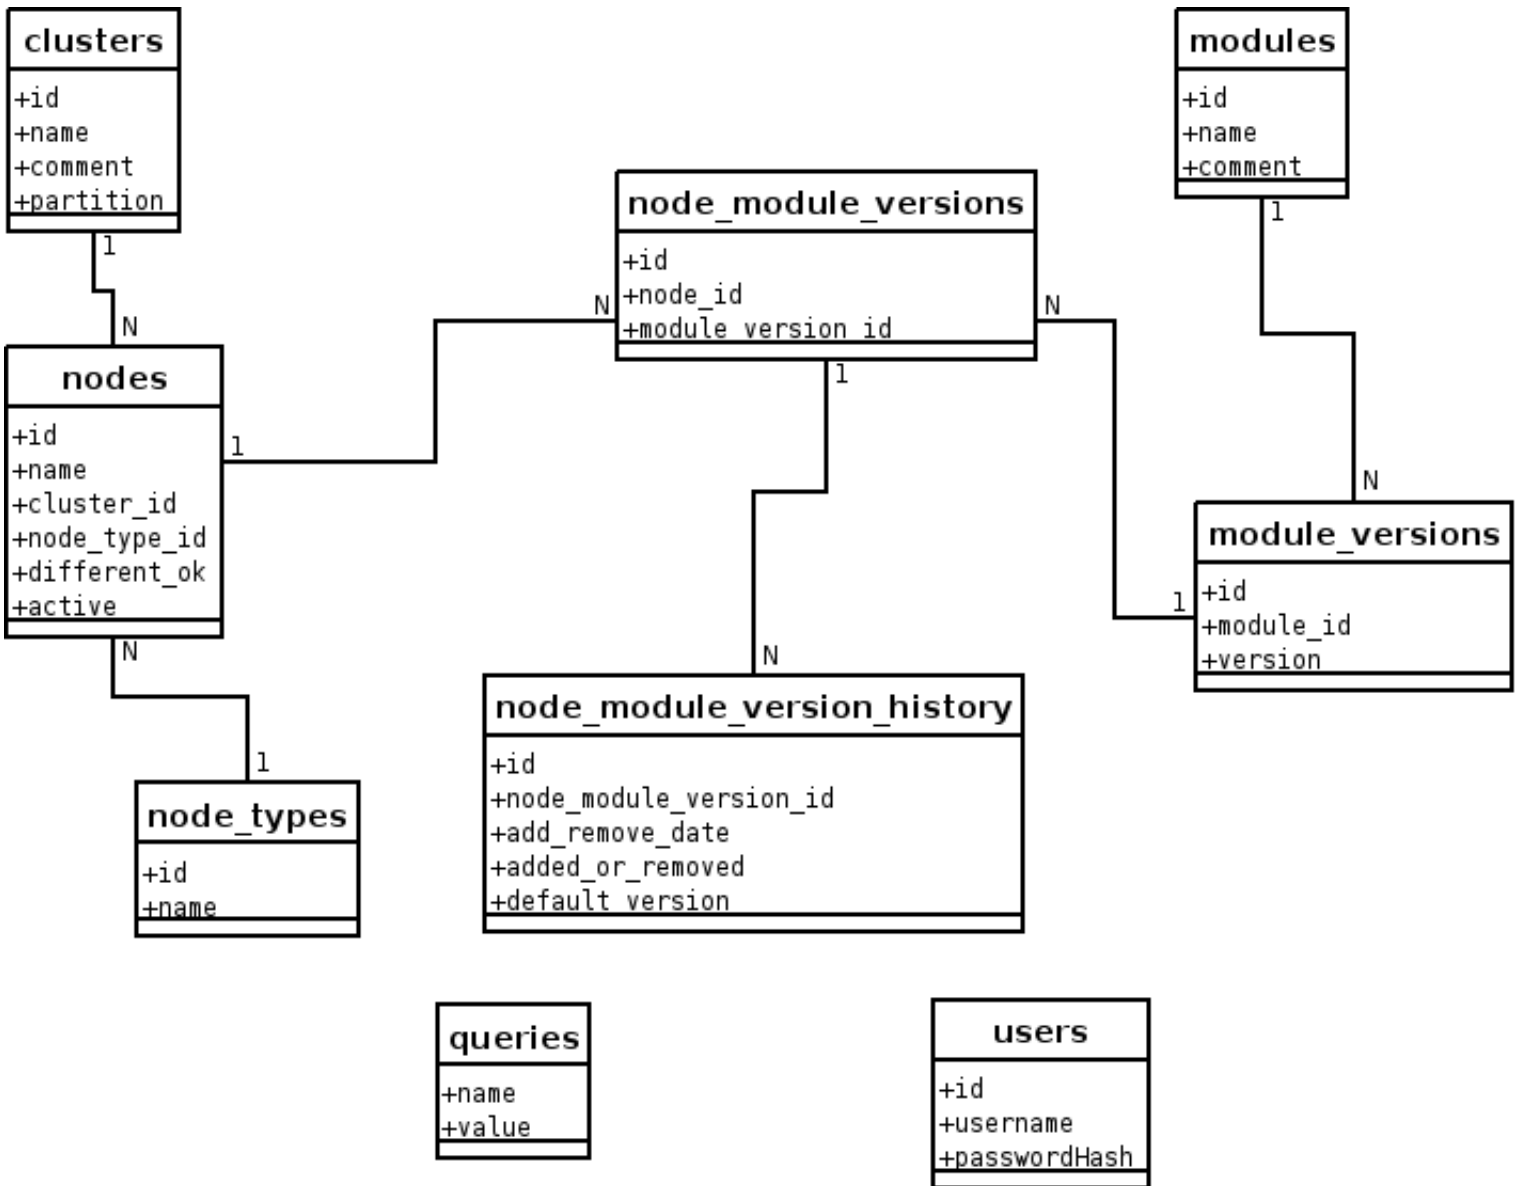 clusters
+id
+name
+comment
+partition
1
N
nodes
+id
+name
+cluster_id
+node_type_id
+different_ok
+active
1
N
N
1
node_types
+id
+name
node_module_versions
+id
+node_id
+module_version_id
N
1
N
1
node_module_version_history
+id
+node_module_version_id
+add_remove_date
+added_or_removed
+default_version
modules
+id
+name
+comment
1
N
module_versions
+id
+module_id
+version
queries
+name
+value
users
+id
+username
+passwordHash